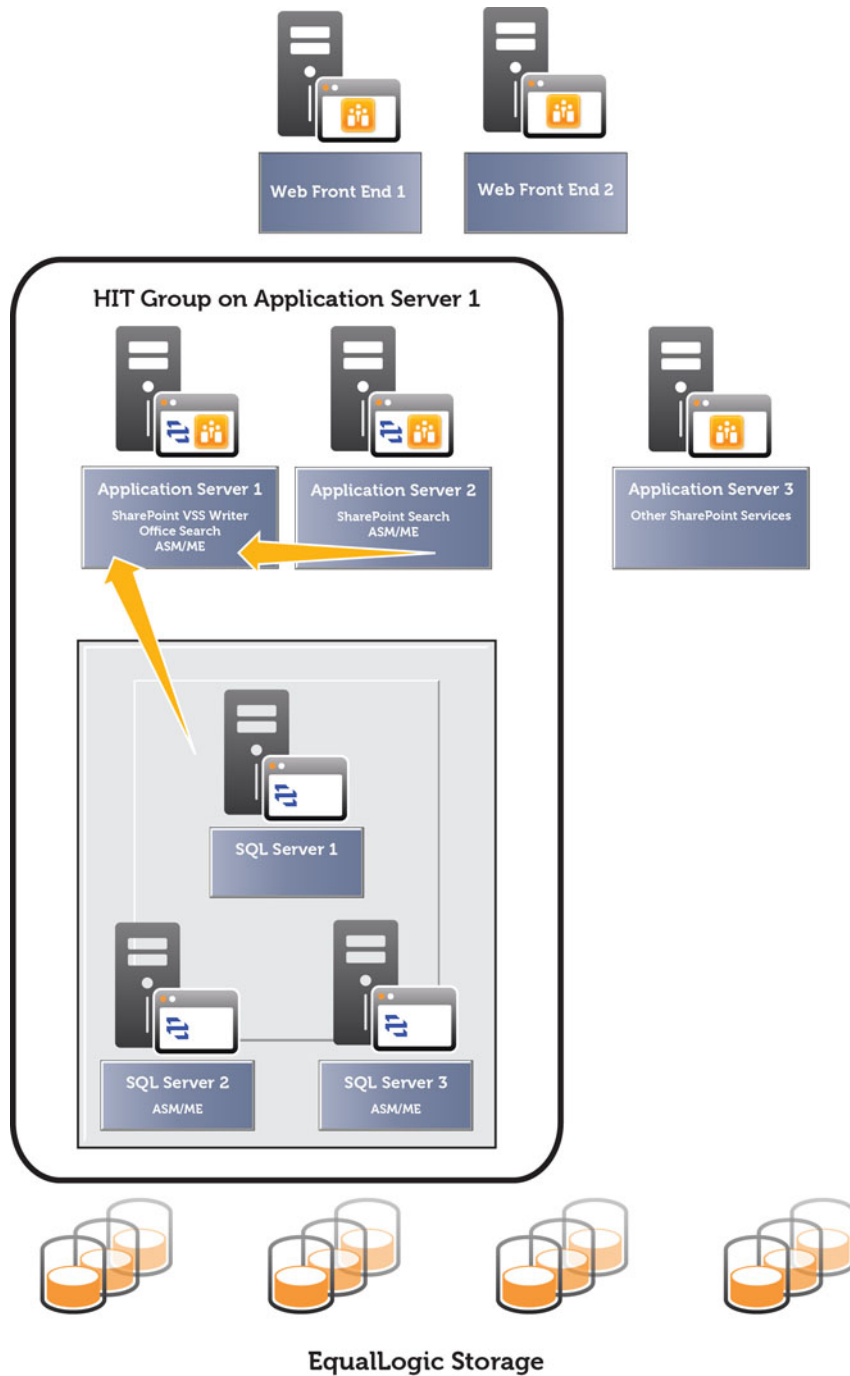 Web Front End 1
Web Front End 2
HIT Group on Application Server 1
Application Server 1
SharePoint VSS Writer
Office Search
ASM/ME
Application Server 2
SharePoint Search
ASM/ME
Application Server 3
Other SharePoint Services
SQL Server 1
SQL Server 2
ASM/ME
SQL Server 3
ASM/ME
EqualLogic Storage